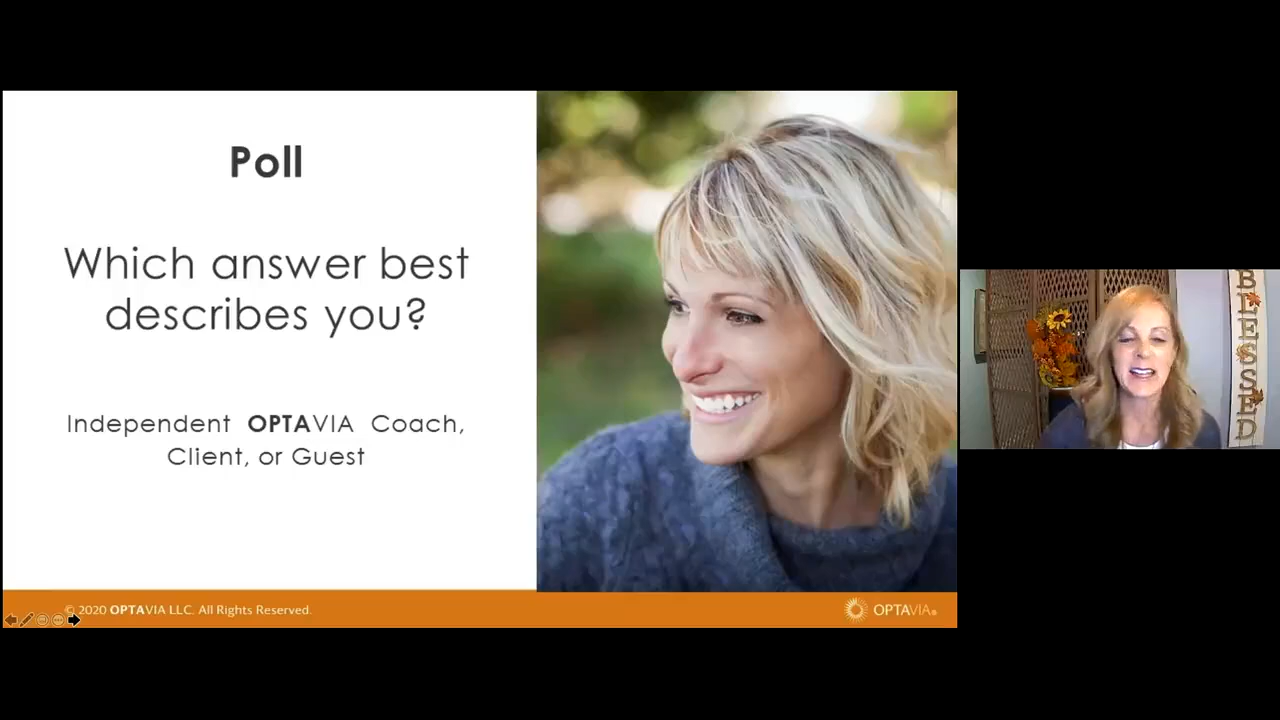 Poll
Which answer best
describes you?
Independent OPTAVIA Coach,
Client, or Guest
© 2020 OPTAVIA LLC. All Rights Reserved.
OPTAVIA®
BLESSED